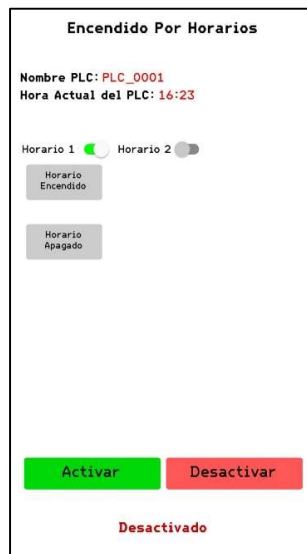 Encendido Por Horarios
Nombre PLC: PLC_0001
Hora Actual del PLC: 16:23
Horario 1 Horario 2
Horario
Encendido
Horario
Apagado
Activar Desactivar
Desactivado